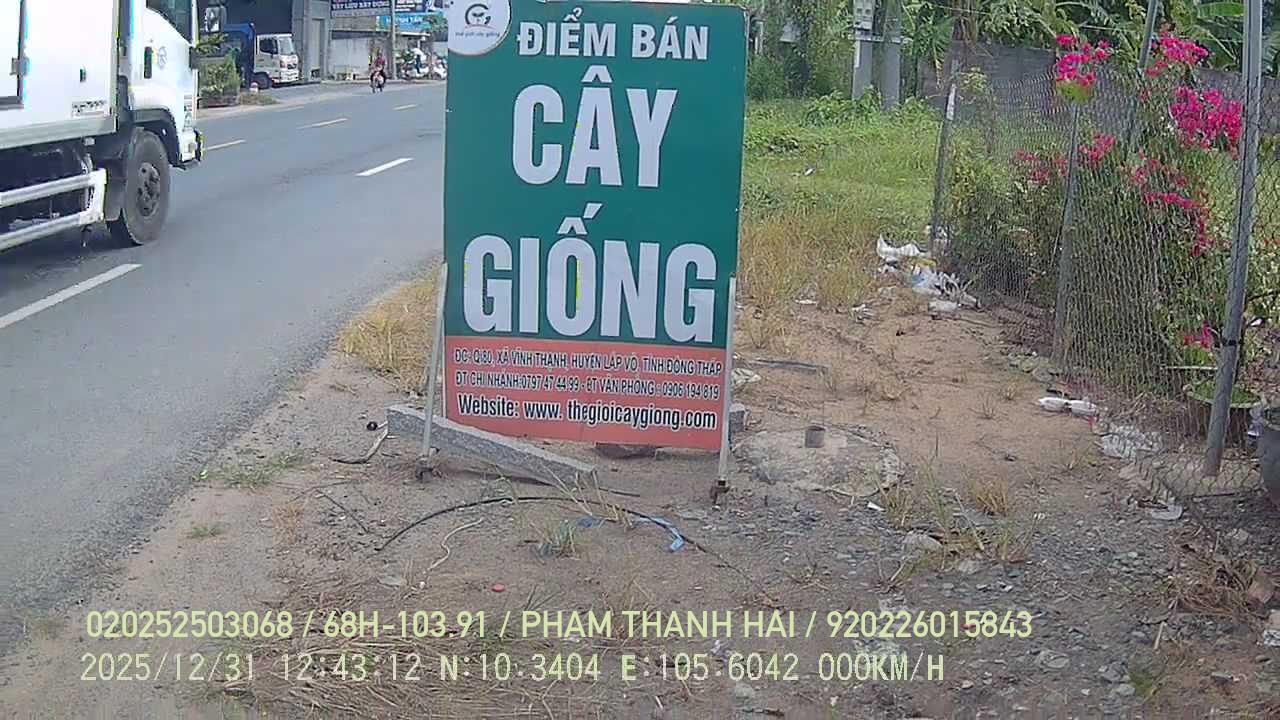 ĐIỂM BÁN
CÂY
GIỐNG
ĐC: QL80, XÃ VĨNH THẠNH, HUYỆN LẤP VÒ, TỈNH ĐỒNG THÁP
ĐT CHI NHÁNH:0797 47 44 99 - ĐT VĂN PHÒNG : 0906 194 819
Website: www. thegioicaygiong.com
020252503068 / 68H-103.91 / PHAM THANH HAI / 920226015843
2025/12/31 12:43:12 N:10.3404 E:105.6042 000KM/H